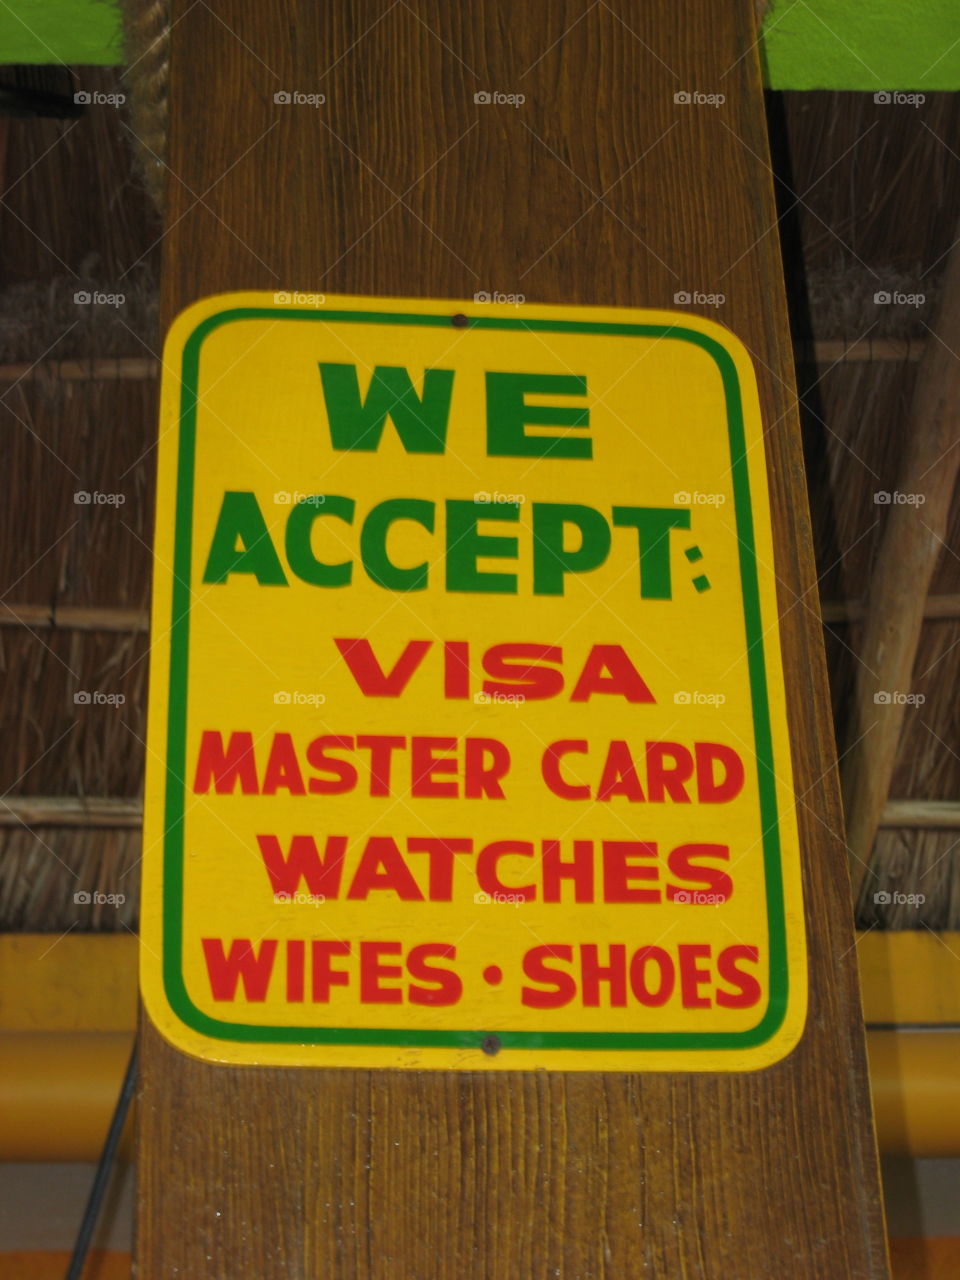 WE
ACCEPT:
VISA
MASTER CARD
WATCHES
WIFES • SHOES